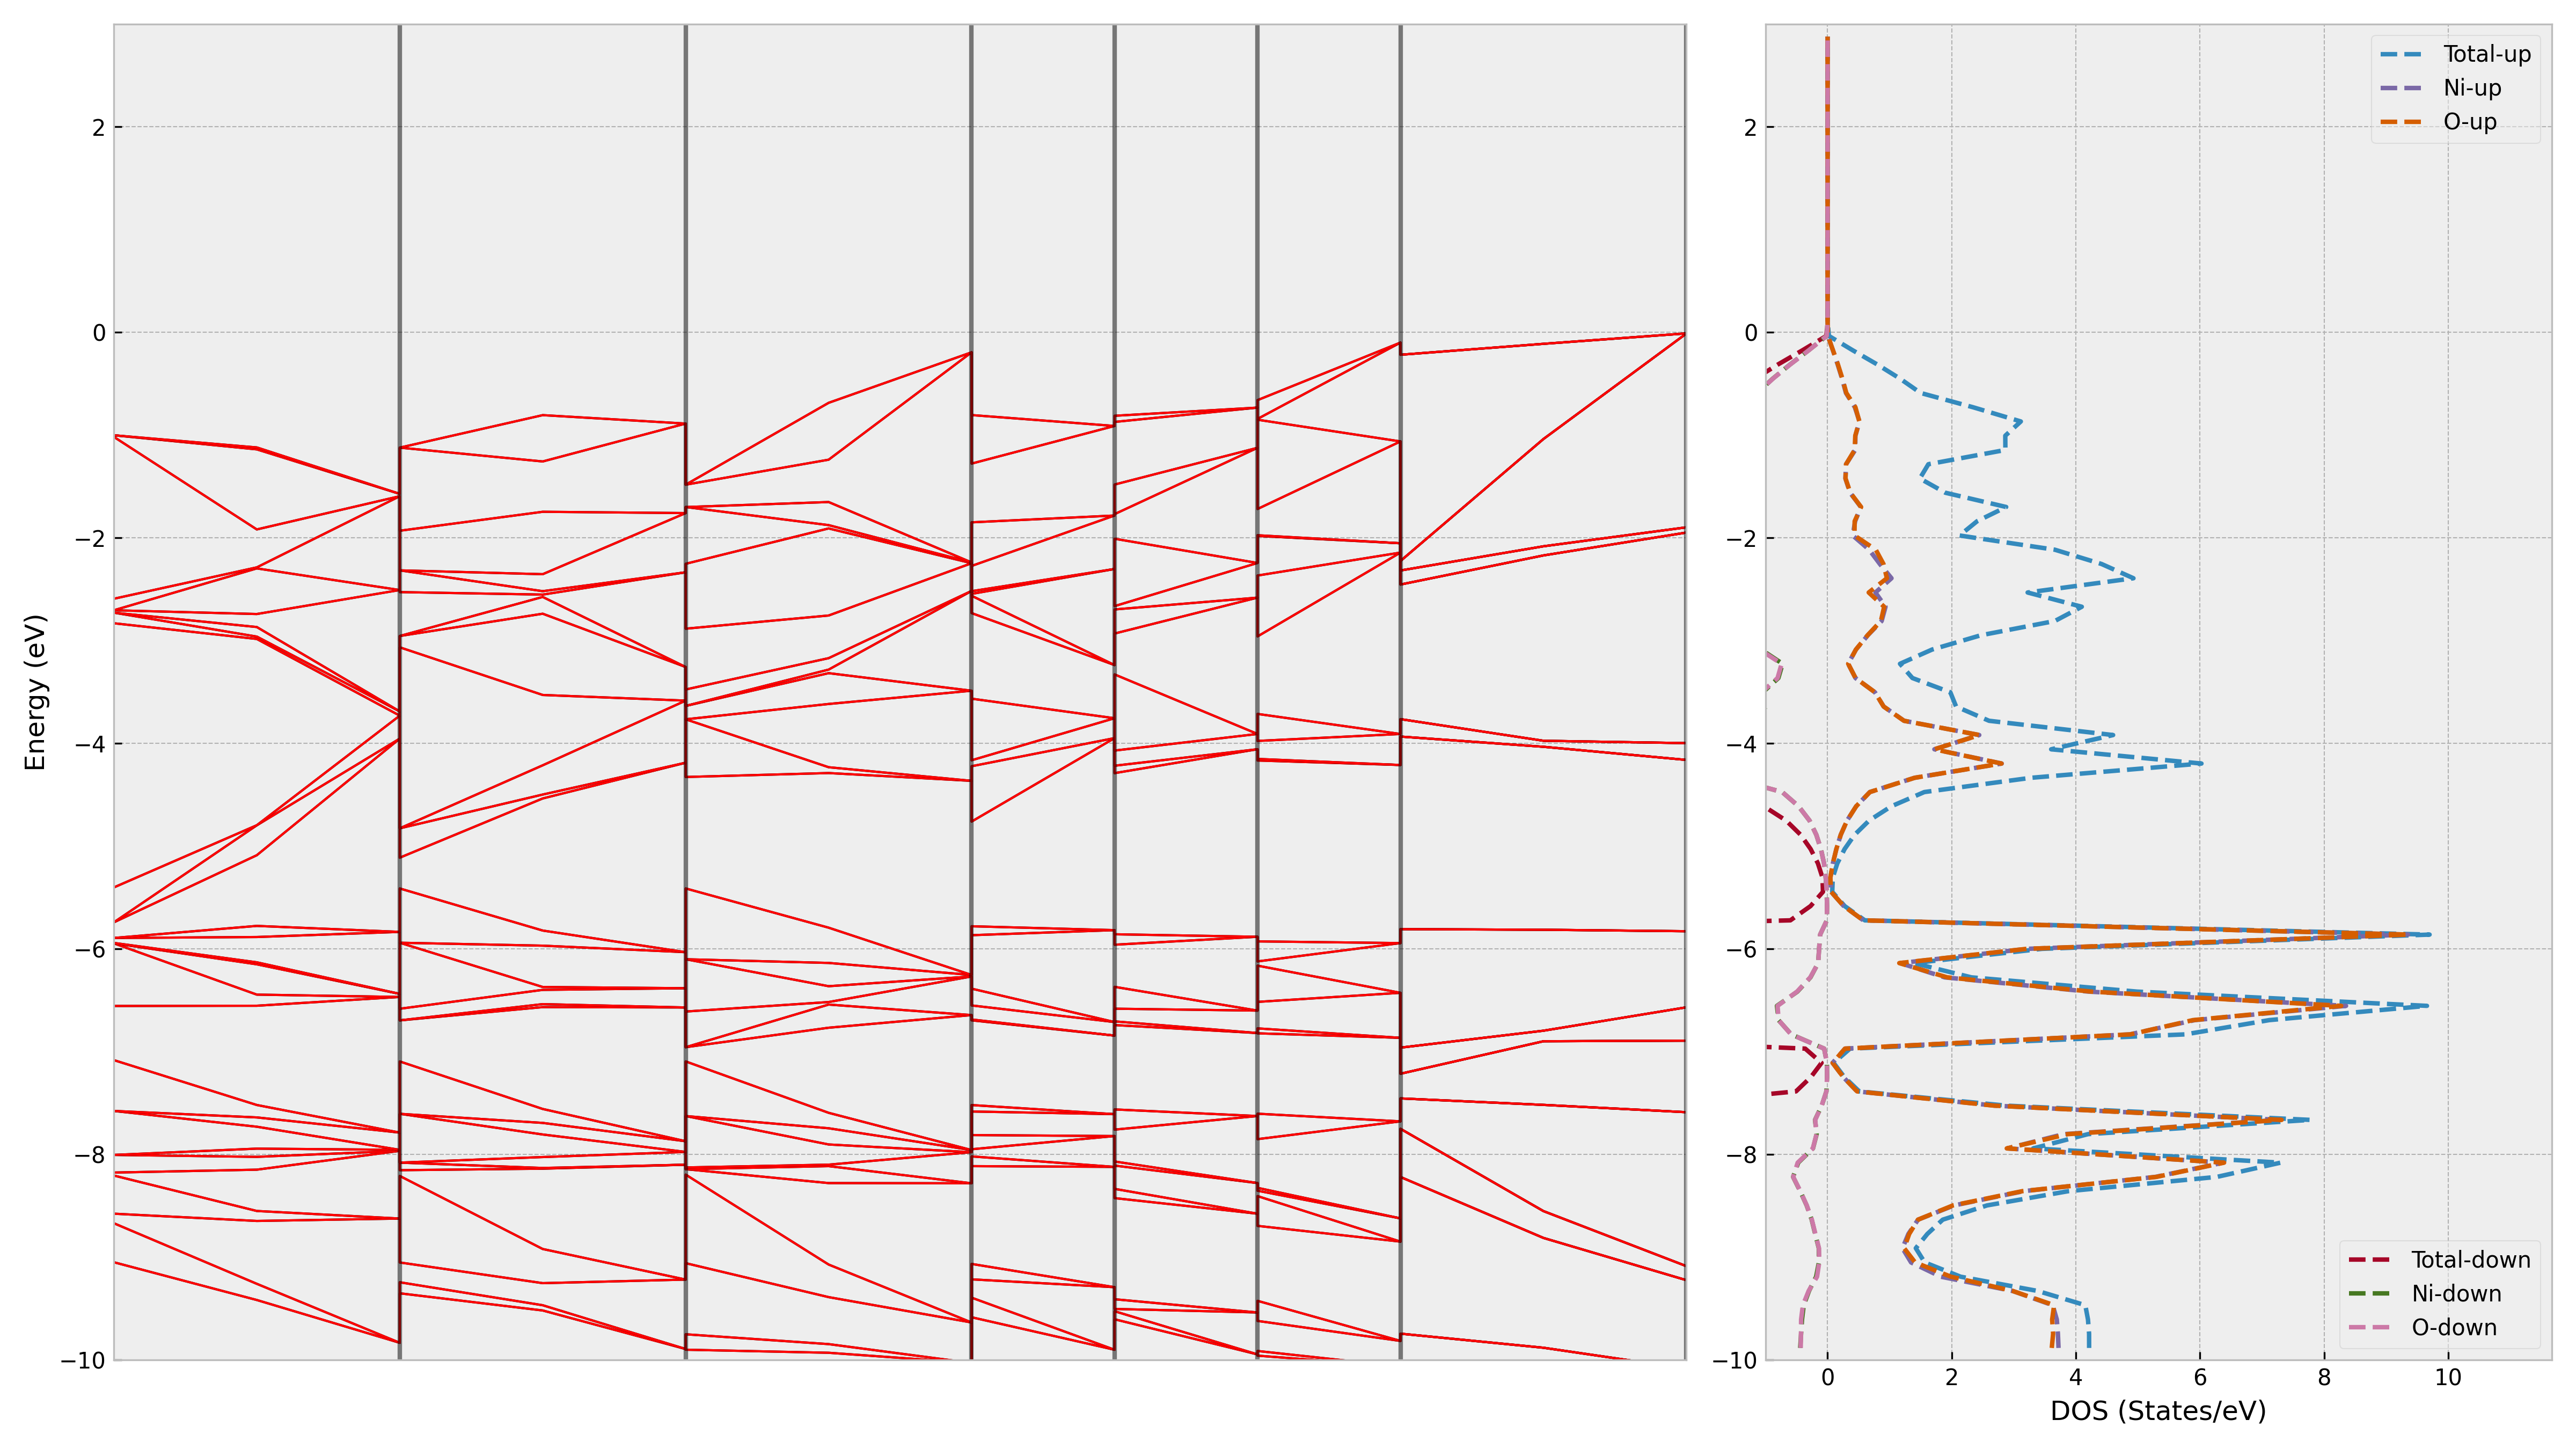 Energy (eV)
2
0
−2
−4
−6
−8
−10
2
0
−2
−4
−6
−8
−10
0 2 4 6 8 10
DOS (States/eV)
Total-up
Ni-up
O-up
Total-down
Ni-down
O-down